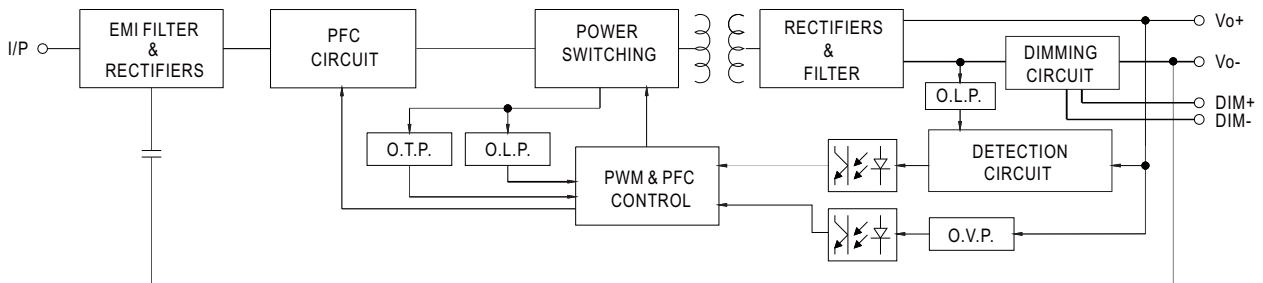 I/P
EMI FILTER
&
RECTIFIERS
PFC
CIRCUIT
POWER
SWITCHING
RECTIFIERS
&
FILTER
DIMMING
CIRCUIT
Vo+
Vo-
DIM+
DIM-
O.L.P.
O.T.P.
O.L.P.
PWM & PFC
CONTROL
DETECTION
CIRCUIT
O.V.P.